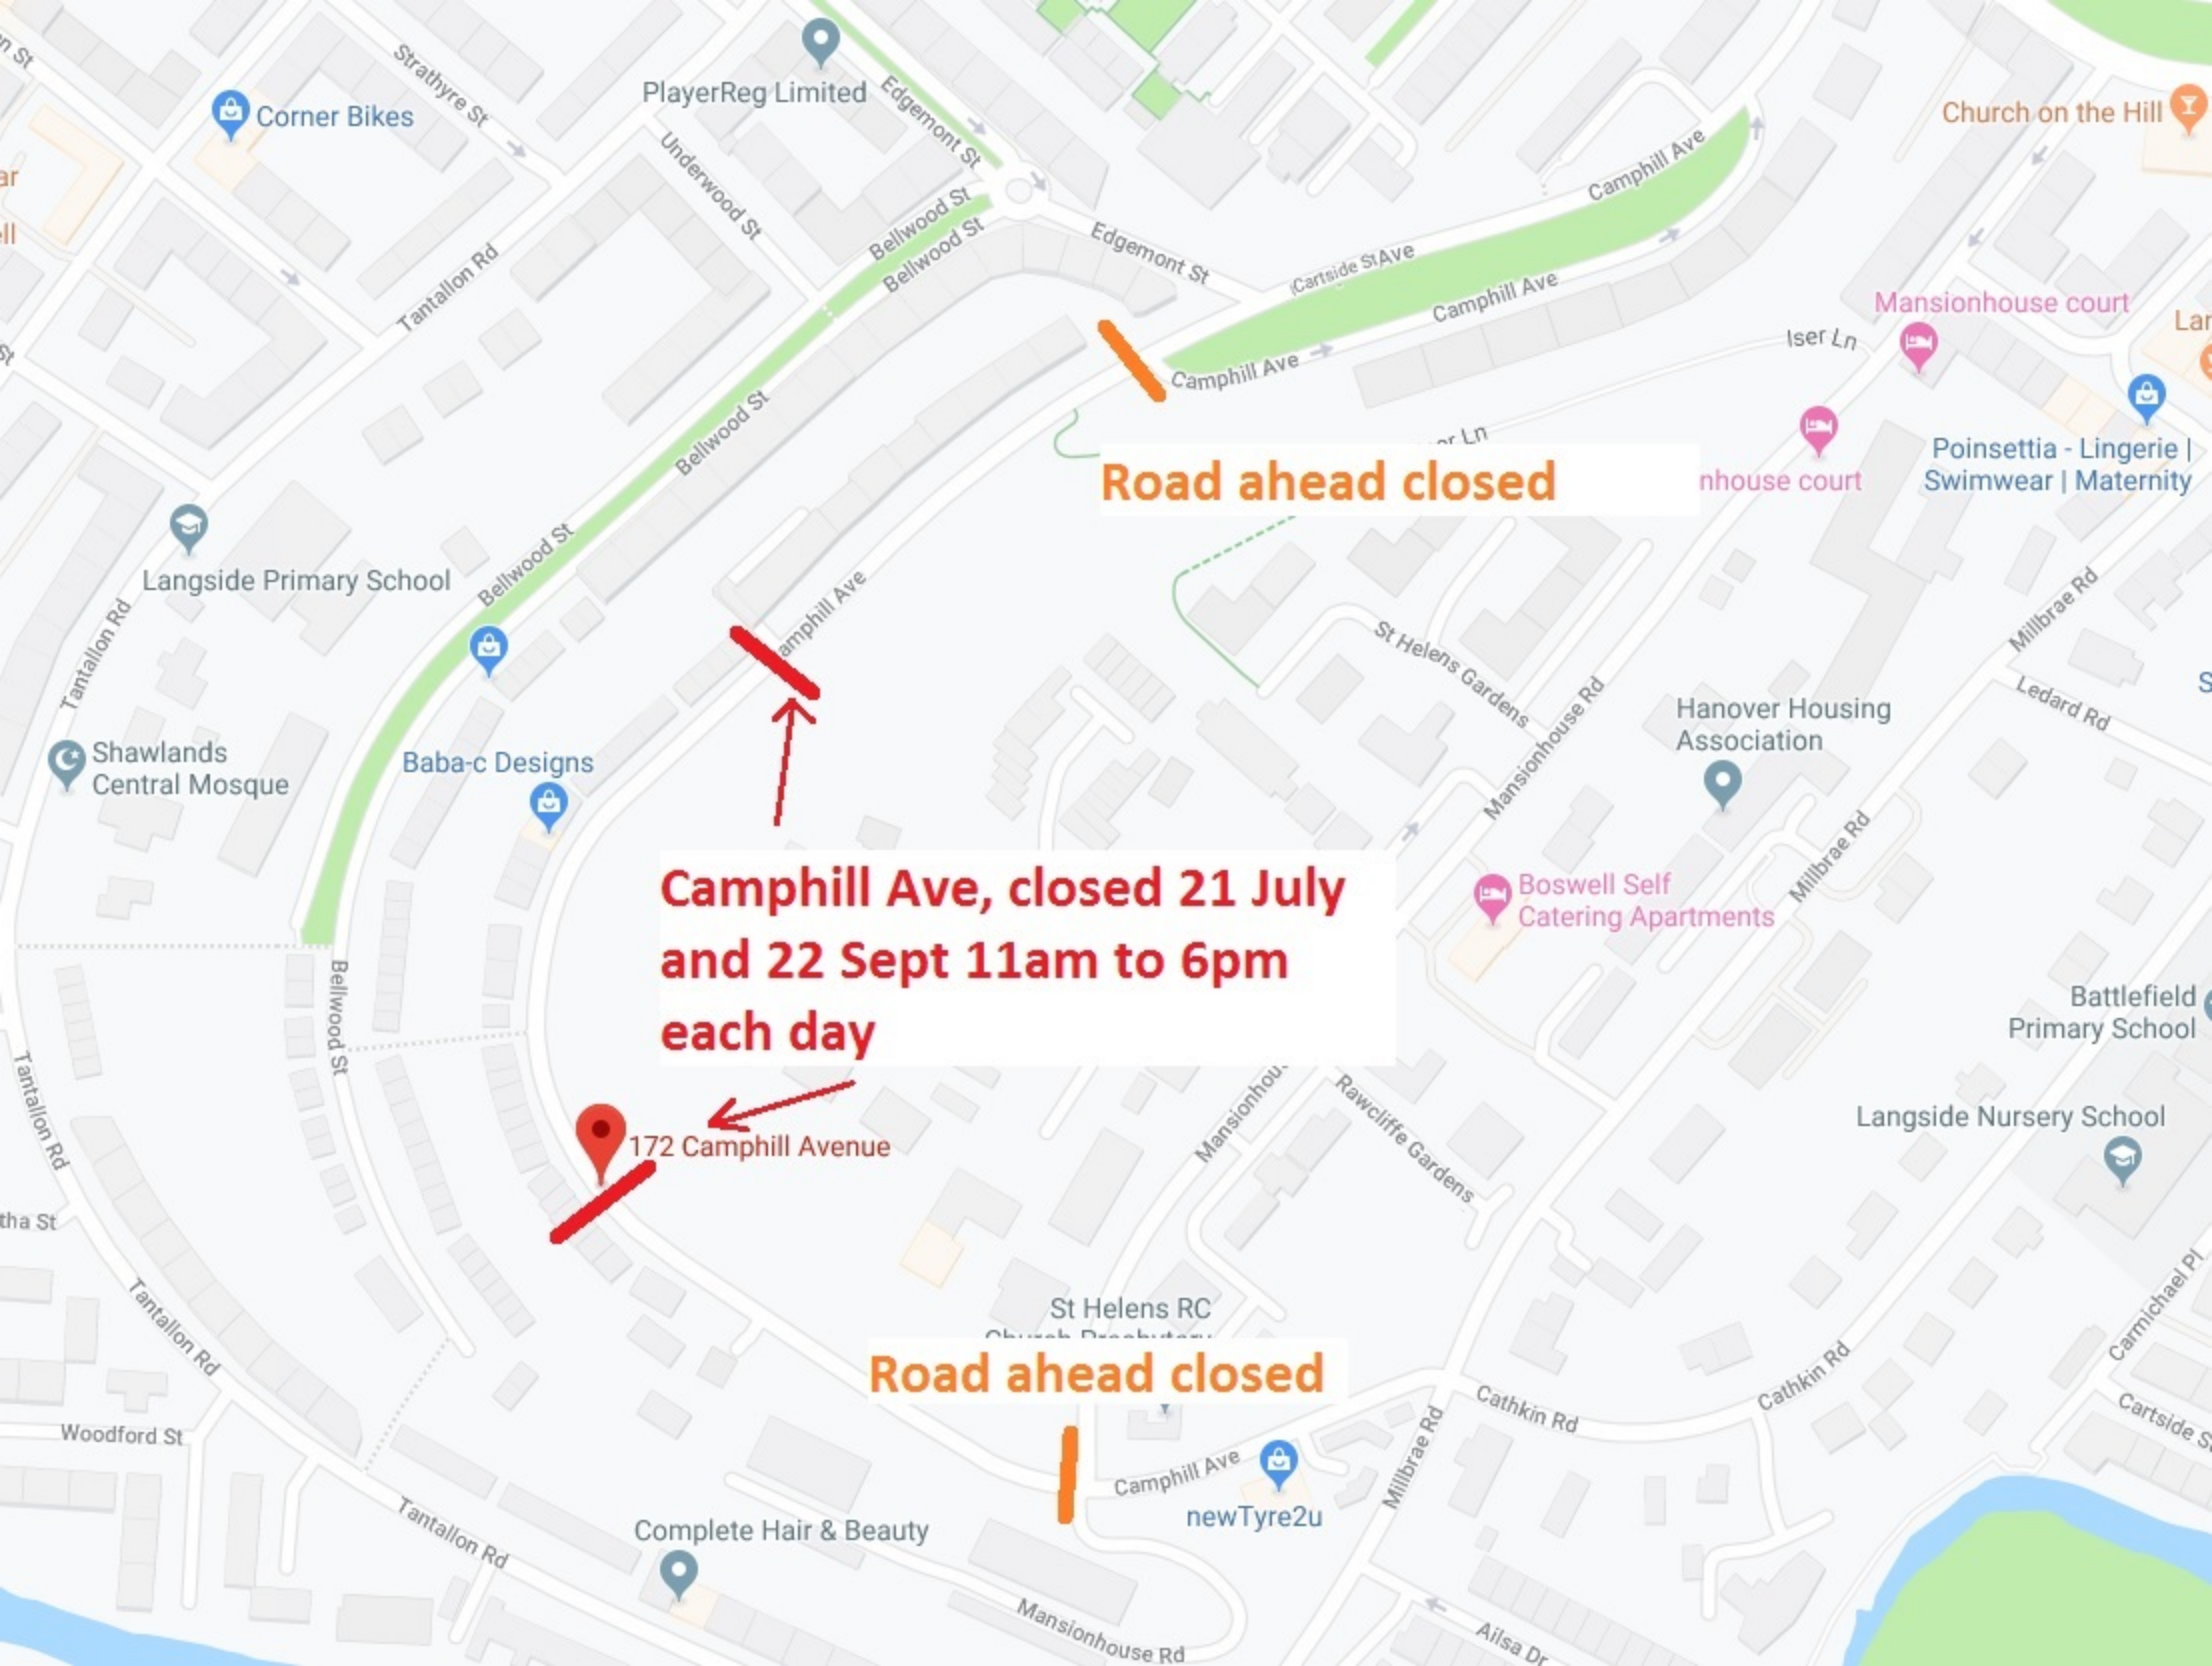 Strathyre St
PlayerReg Limited
Edgemont St
Corner Bikes
Church on the Hill
Underwood St
Camphill Ave
Bellwood St
Bellwood St
Edgemont St
Cartside St
Ave
Camphill Ave
Tantallon Rd
Mansionhouse court
Iser Ln
Camphill Ave
Bellwood St
Road ahead closed
nhouse court
Poinsettia - Lingerie |
Swimwear | Maternity
Langside Primary School
Bellwood St
amphill Ave
Millbrae Rd
Tantallon Rd
St Helens Gardens
Mansionhouse Rd
Ledard Rd
Hanover Housing
Association
Shawlands
Central Mosque
Baba-c Designs
Millbrae Rd
Camphill Ave, closed 21 July
and 22 Sept 11am to 6pm
each day
Boswell Self
Catering Apartments
Bellwood St
Battlefield
Primary School
Tantallon Rd
Mansionhou
Rawcliffe Gardens
Langside Nursery School
172 Camphill Avenue
tha St
Tantallon Rd
St Helens RC
Church Presbytery
Road ahead closed
Carmichael Pl
Cathkin Rd
Cathkin Rd
Cartside S
Woodford St
Camphill Ave
Millbrae Rd
newTyre2u
Tantallon Rd
Complete Hair & Beauty
Mansionhouse Rd
Ailsa Dr